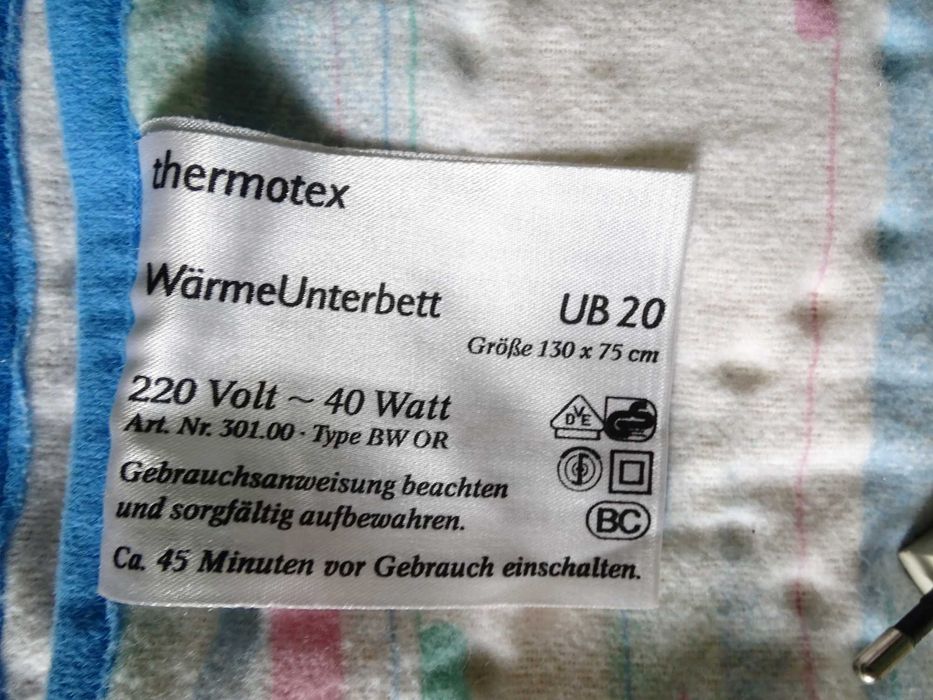 thermotex
WärmeUnterbett
UB 20
Größe 130 x 75 cm
220 Volt ~ 40 Watt
Art. Nr. 301.00 · Type BW OR
DVE
Gebrauchsanweisung beachten
und sorgfältig aufbewahren.
BC
Ca. 45 Minuten vor Gebrauch einschalten.